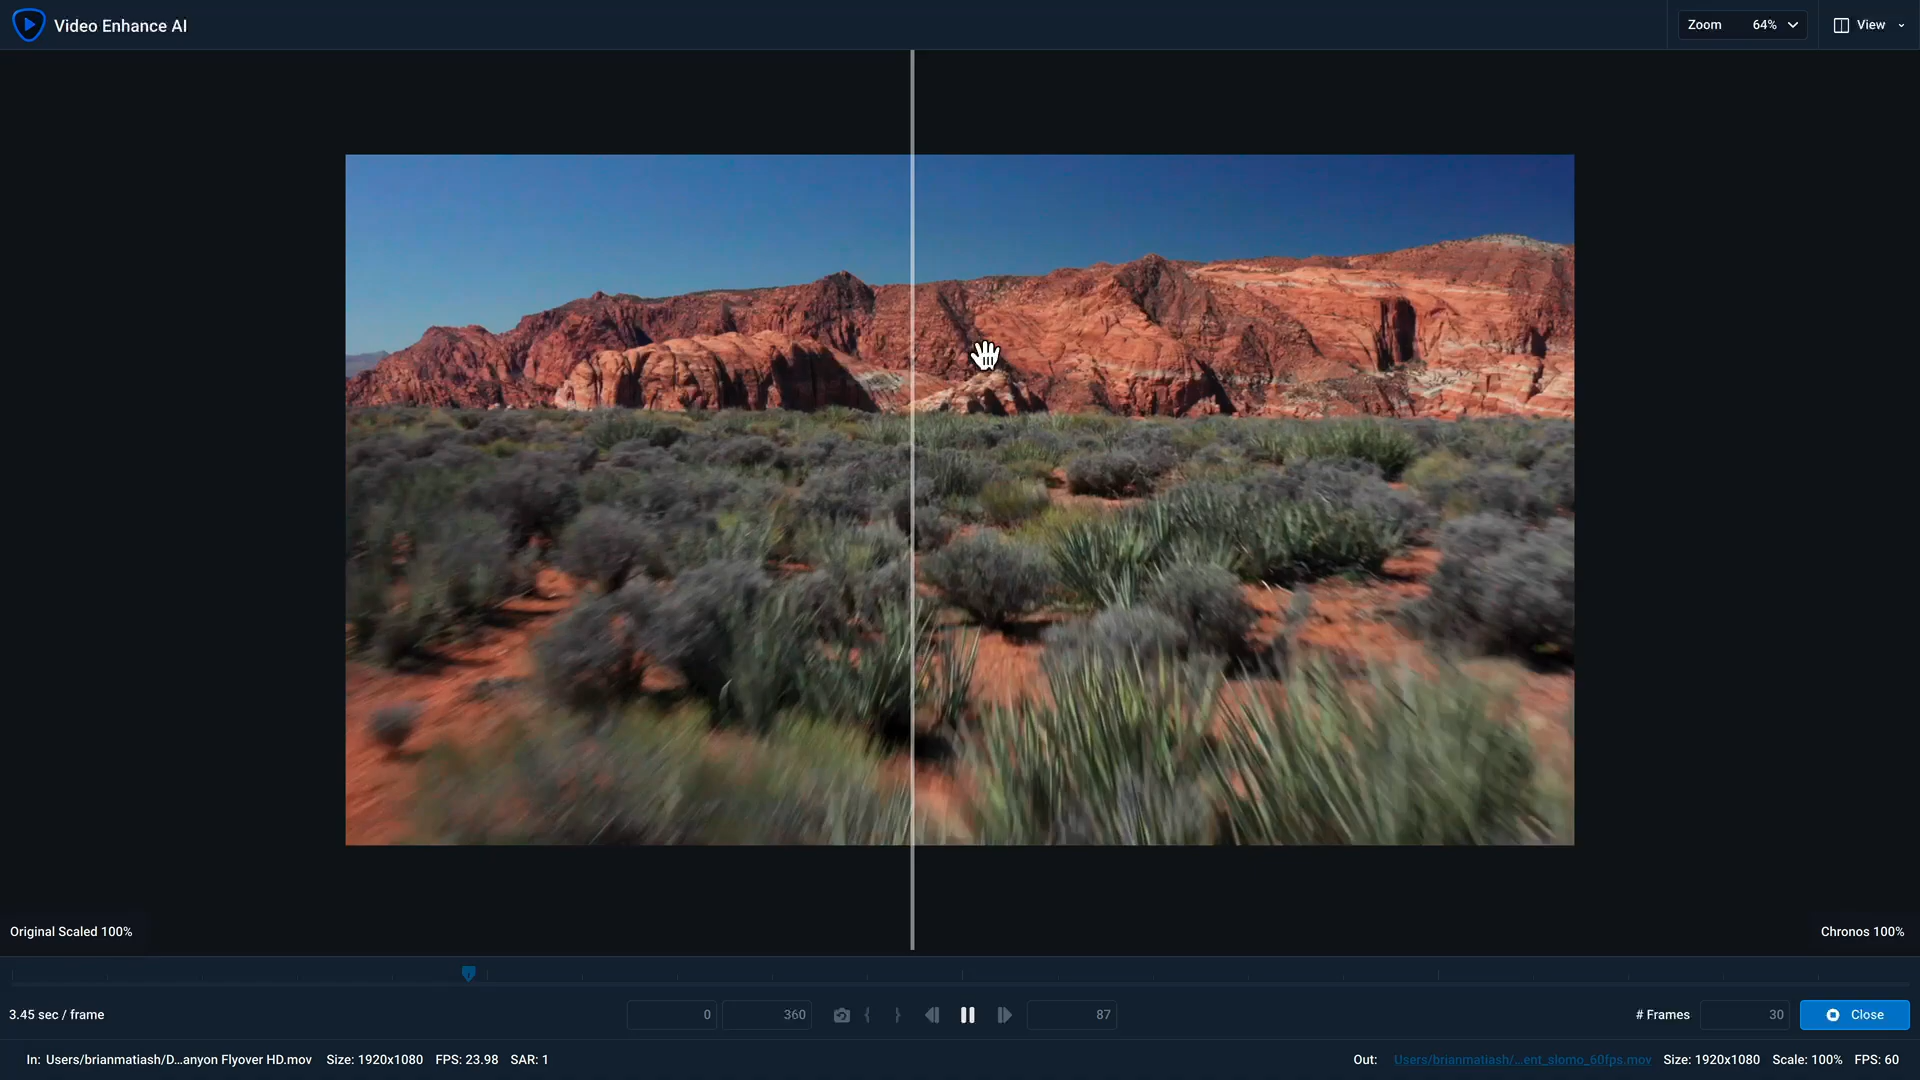 Video Enhance AI
Zoom 64%
View
Original Scaled 100%
Chronos 100%
3.45 sec / frame
0
360
87
# Frames
30
Close
In: Users/brianmatiash/D...anyon Flyover HD.mov Size: 1920x1080 FPS: 23.98 SAR: 1
Out: Users/brianmatiash/...ent_slomo_60fps.mov Size: 1920x1080 Scale: 100% FPS: 60